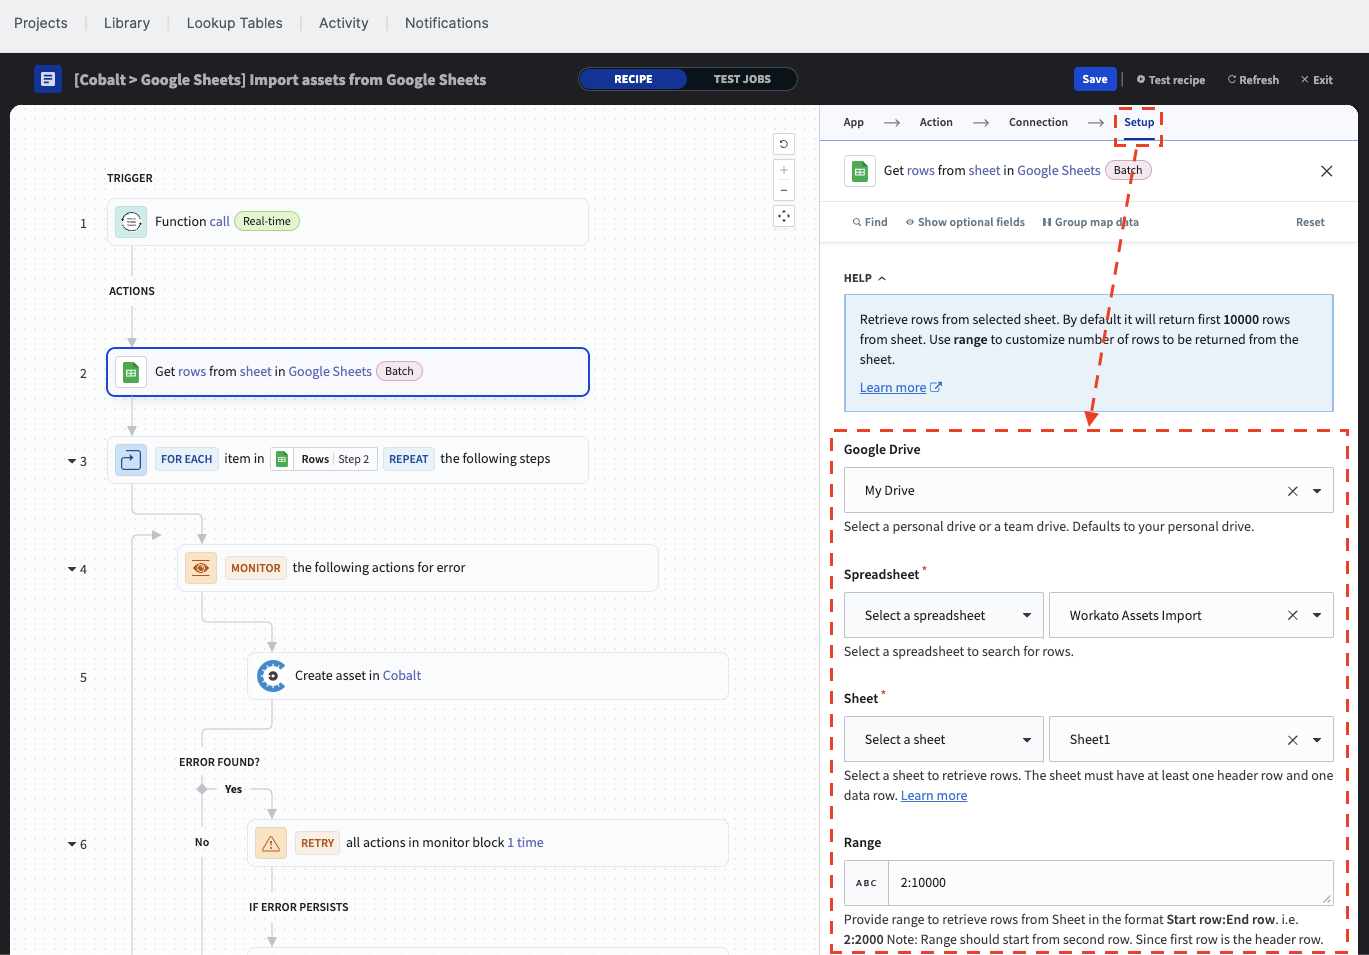 Projects Library Lookup Tables Activity Notifications
[Cobalt > Google Sheets] Import assets from Google Sheets RECIPE TEST JOBS Save Test recipe Refresh Exit
App Action Connection Setup
TRIGGER
1 Function call Real-time
ACTIONS
2 Get rows from sheet in Google Sheets Batch
3 FOR EACH item in Rows Step 2 REPEAT the following steps
4 MONITOR the following actions for error
5 Create asset in Cobalt
ERROR FOUND?
Yes
No
6 RETRY all actions in monitor block 1 time
IF ERROR PERSISTS
Get rows from sheet in Google Sheets Batch
Find Show optional fields Group map data Reset
HELP
Retrieve rows from selected sheet. By default it will return first 10000 rows
from sheet. Use range to customize number of rows to be returned from the
sheet.
Learn more
Google Drive
My Drive
Select a personal drive or a team drive. Defaults to your personal drive.
Spreadsheet *
Select a spreadsheet Workato Assets Import
Select a spreadsheet to search for rows.
Sheet *
Select a sheet Sheet1
Select a sheet to retrieve rows. The sheet must have at least one header row and one
data row. Learn more
Range
ABC 2:10000
Provide range to retrieve rows from Sheet in the format Start row:End row. i.e.
2:2000 Note: Range should start from second row. Since first row is the header row.